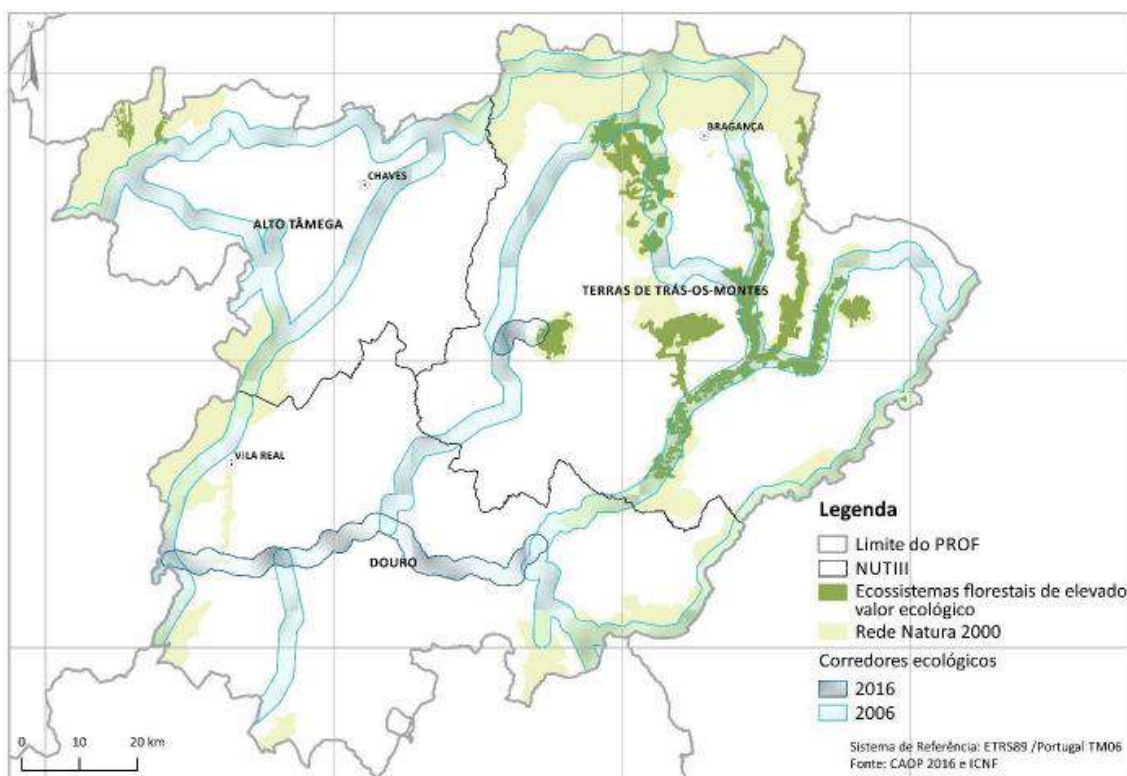 N
BRAGANÇA
CHAVES
ALTO TÂMEGA
TERRAS DE TRÁS-OS-MONTES
VILA REAL
DOURO
Legenda
Limite do PROF
NUTIII
Ecossistemas florestais de elevado
valor ecológico
Rede Natura 2000
Corredores ecológicos
2016
2006
0 10 20 km
Sistema de Referência: ETRS89 /Portugal TM06
Fonte: CAOP 2016 e ICNF